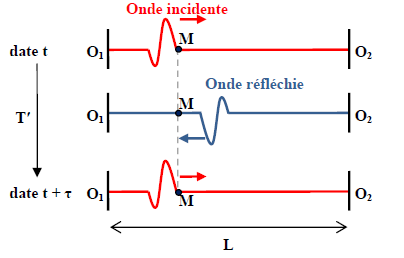 Onde incidente
date t O₁ M O₂
Onde réfléchie
T′ O₁ M O₂
date t + τ O₁ M O₂
L